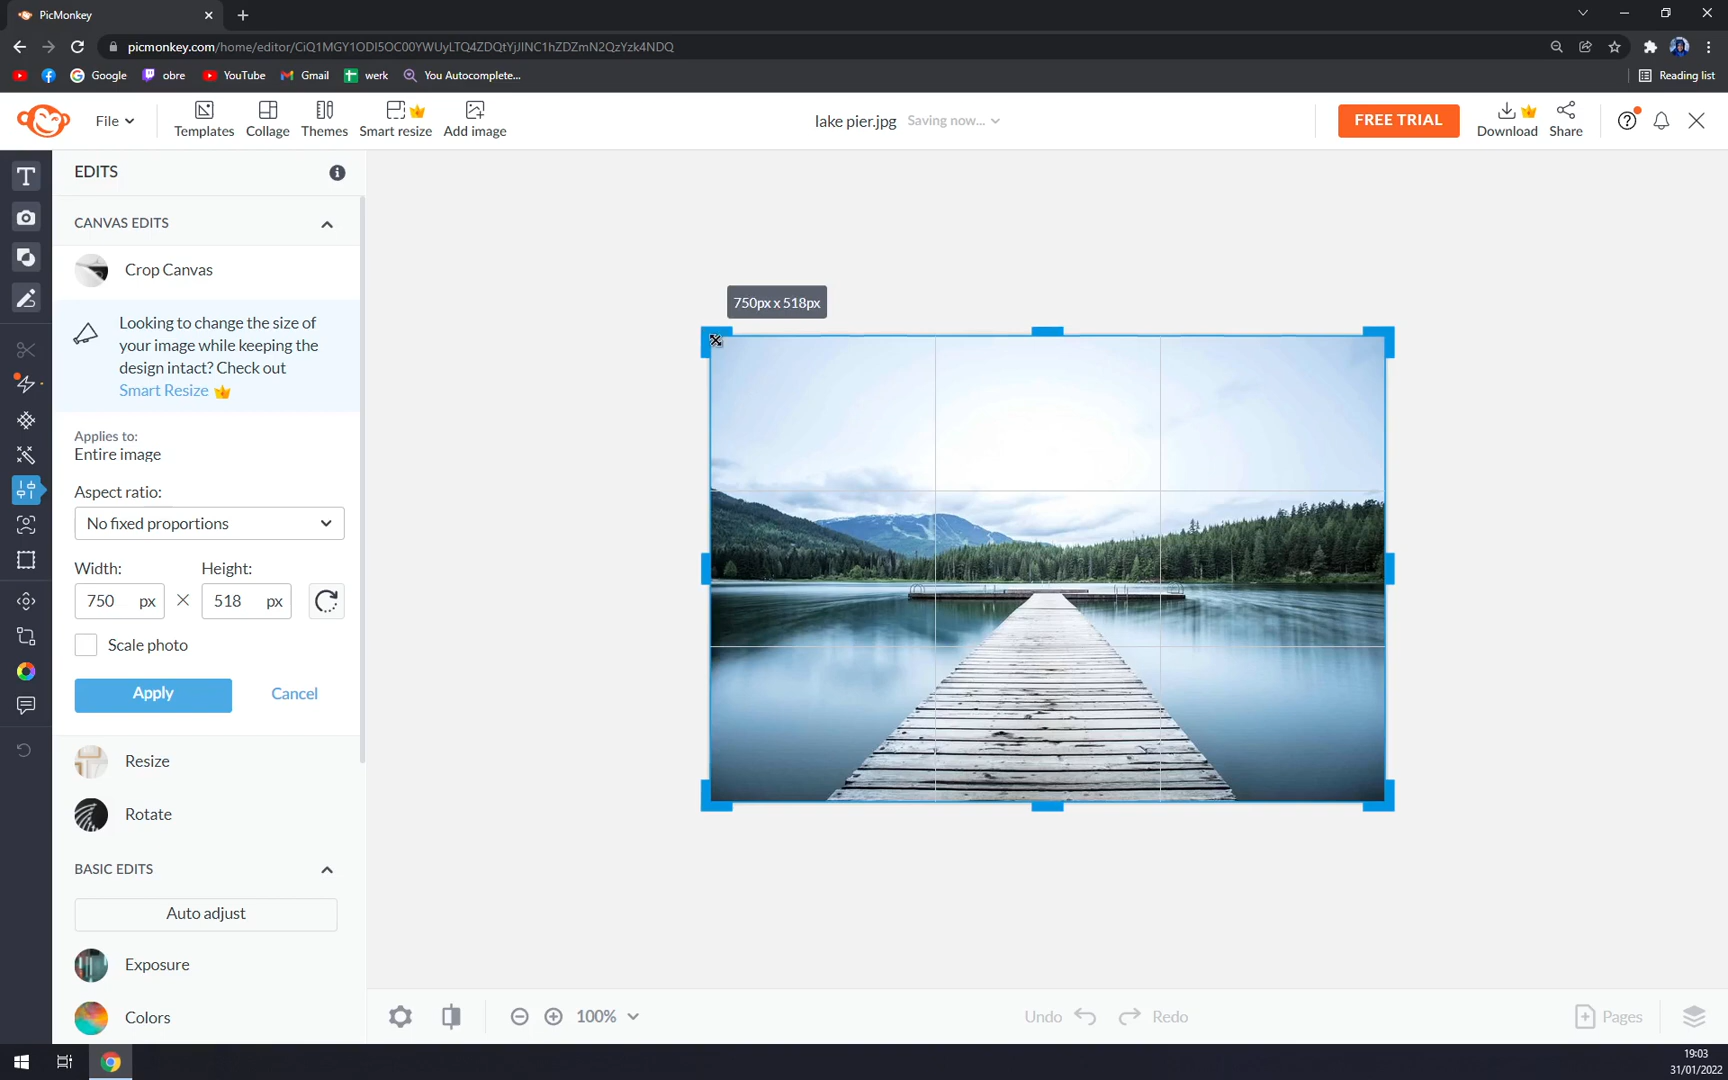 PicMonkey
picmonkey.com/home/editor/CiQ1MGY1ODI5OC00YWUyLTQ4ZDQtYjJlNC1hZDZmN2QzYzk4NDQ
Google
obre
YouTube
Gmail
werk
You Autocomplete...
Reading list
File
Templates
Collage
Themes
Smart resize
Add image
lake pier.jpg
Saving now...
FREE TRIAL
Download
Share
EDITS
CANVAS EDITS
Crop Canvas
Looking to change the size of
your image while keeping the
design intact? Check out
Smart Resize
Applies to:
Entire image
Aspect ratio:
No fixed proportions
Width:
Height:
750 px
518 px
Scale photo
Apply
Cancel
Resize
Rotate
BASIC EDITS
Auto adjust
Exposure
Colors
750px x 518px
100%
Undo
Redo
Pages
19:03
31/01/2022